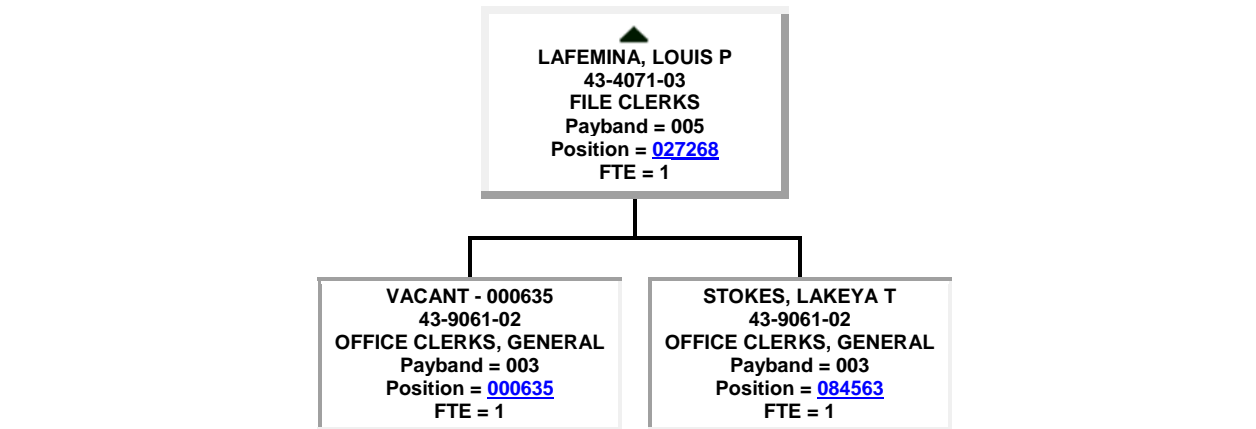 LAFEMINA, LOUIS P
43-4071-03
FILE CLERKS
Payband = 005
Position = 027268
FTE = 1
VACANT - 000635
43-9061-02
OFFICE CLERKS, GENERAL
Payband = 003
Position = 000635
FTE = 1
STOKES, LAKEYA T
43-9061-02
OFFICE CLERKS, GENERAL
Payband = 003
Position = 084563
FTE = 1